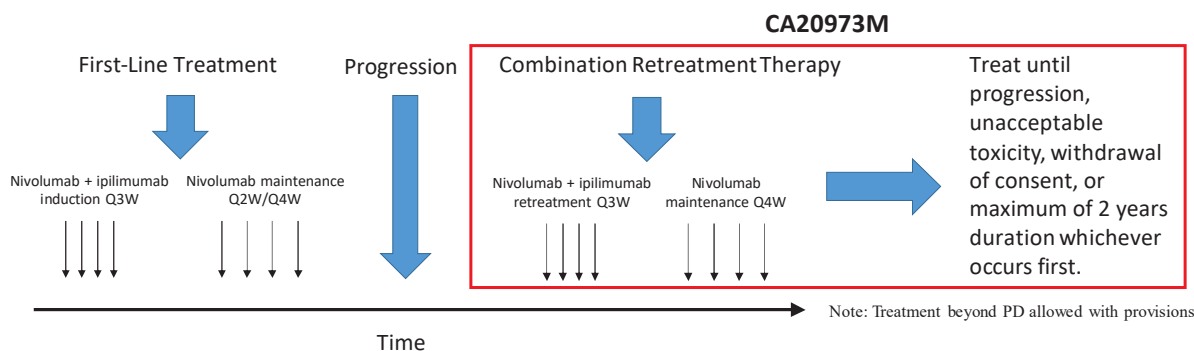 CA20973M
First-Line Treatment
Progression
Combination Retreatment Therapy
Treat until
progression,
unacceptable
toxicity, withdrawal
of consent, or
maximum of 2 years
duration whichever
occurs first.
Nivolumab + ipilimumab
induction Q3W
Nivolumab maintenance
Q2W/Q4W
Nivolumab + ipilimumab
retreatment Q3W
Nivolumab
maintenance Q4W
Note: Treatment beyond PD allowed with provisions
Time